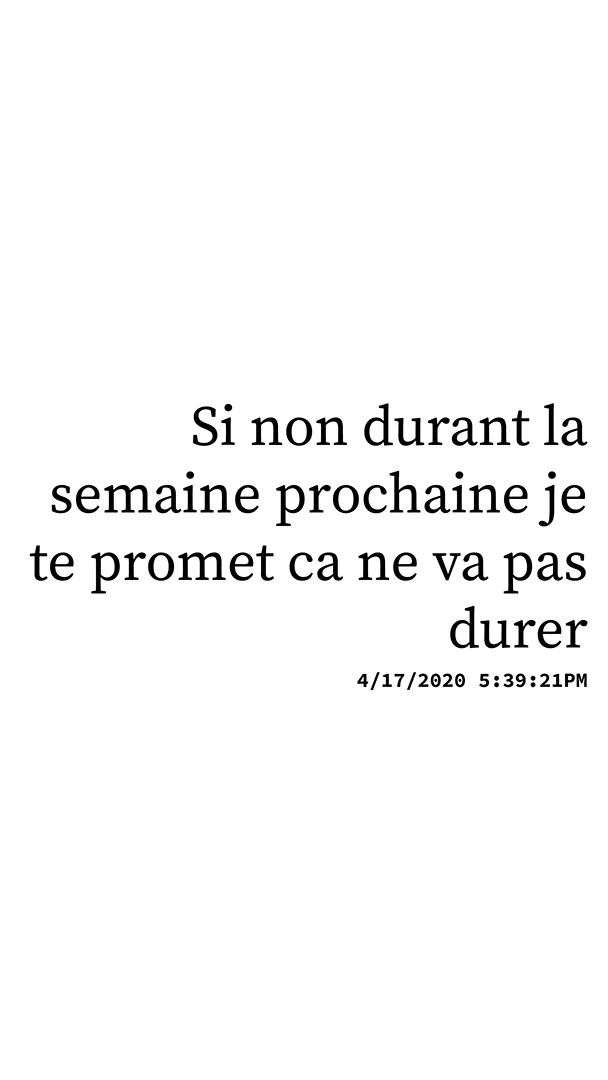 Si non durant la
semaine prochaine je
te promet ca ne va pas
durer
4/17/2020 5:39:21PM